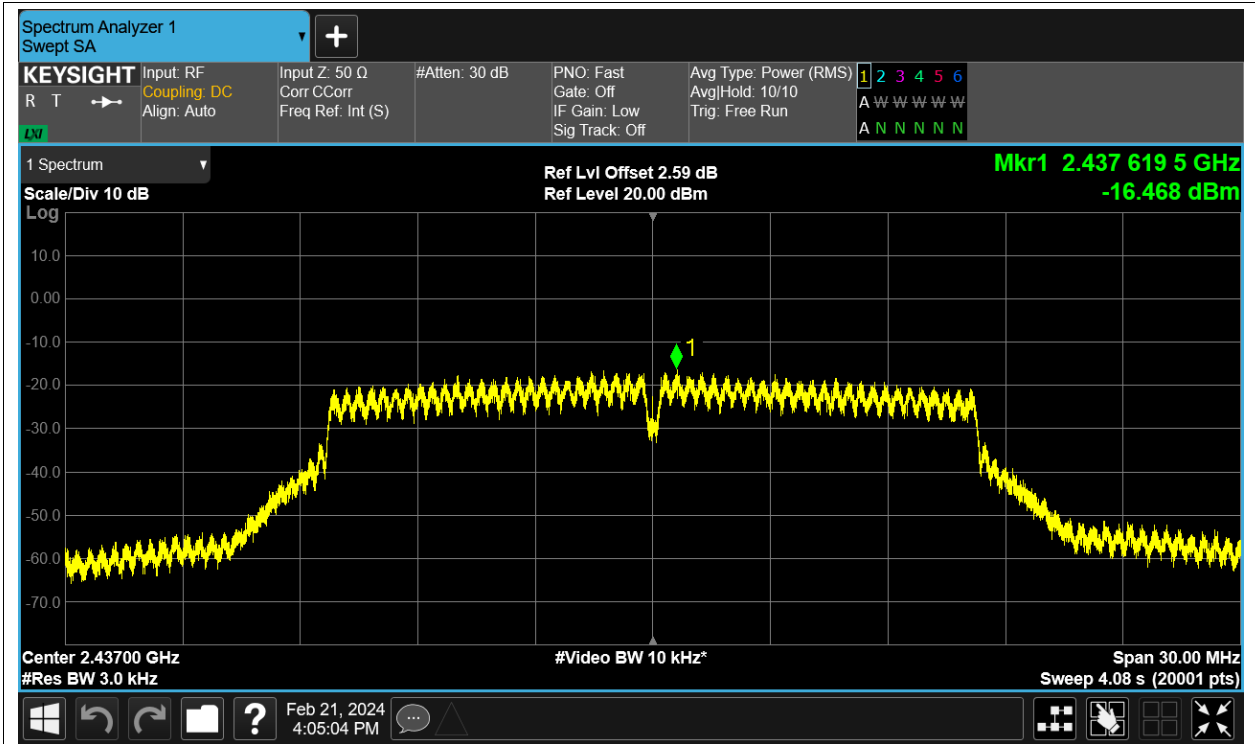 Spectrum Analyzer 1
Swept SA
KEYSIGHT
R T
LXI
Input: RF
Coupling: DC
Align: Auto
Input Z: 50 Ω
Corr CCorr
Freq Ref: Int (S)
#Atten: 30 dB
PNO: Fast
Gate: Off
IF Gain: Low
Sig Track: Off
Avg Type: Power (RMS)
Avg|Hold: 10/10
Trig: Free Run
1 2 3 4 5 6
A W W W W W
A N N N N N
1 Spectrum
Scale/Div 10 dB
Log
Ref Lvl Offset 2.59 dB
Ref Level 20.00 dBm
Mkr1 2.437 619 5 GHz
-16.468 dBm
10.0
0.00
-10.0
-20.0
-30.0
-40.0
-50.0
-60.0
-70.0
1
Center 2.43700 GHz
#Res BW 3.0 kHz
#Video BW 10 kHz*
Span 30.00 MHz
Sweep 4.08 s (20001 pts)
?
Feb 21, 2024
4:05:04 PM